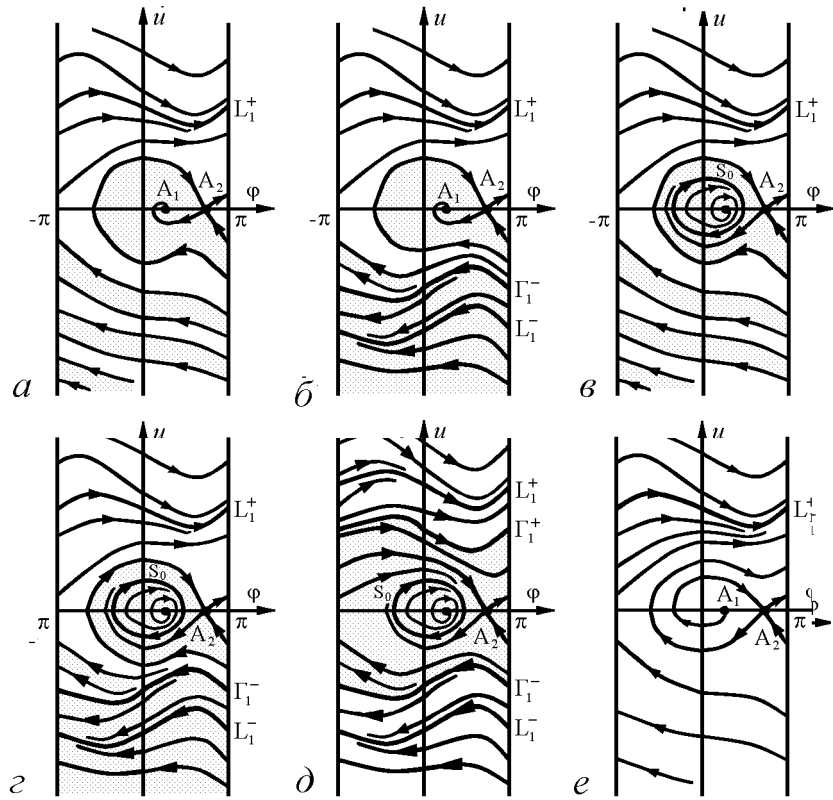 u u u
L₁⁺ L₁⁺ L₁⁺
A₁ A₂ φ A₁ A₂ φ S₀ A₂ φ
-π π -π π -π π
Γ₁⁻
L₁⁻
а б в
u u u
L₁⁺ L₁⁺ L₁⁺
Γ₁⁺
S₀ φ S₀ φ A₁ φ
π A₂ π -π A₂ π -π A₂ π
Γ₁⁻ Γ₁⁻
L₁⁻ L₁⁻
г д е